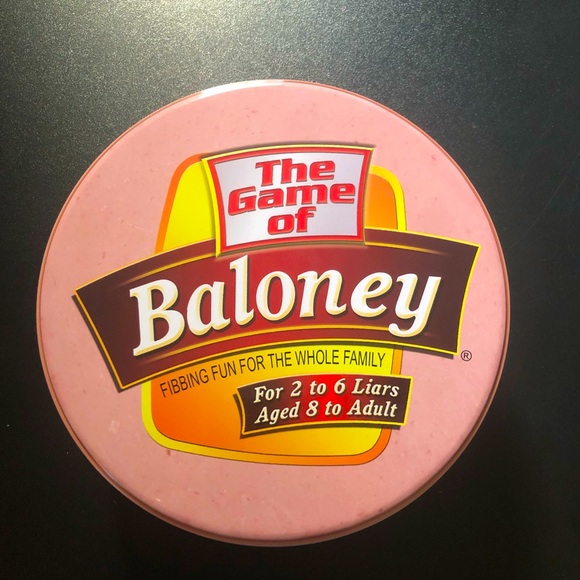 The
Game
of
Baloney
®
FIBBING FUN FOR THE WHOLE FAMILY
For 2 to 6 Liars
Aged 8 to Adult